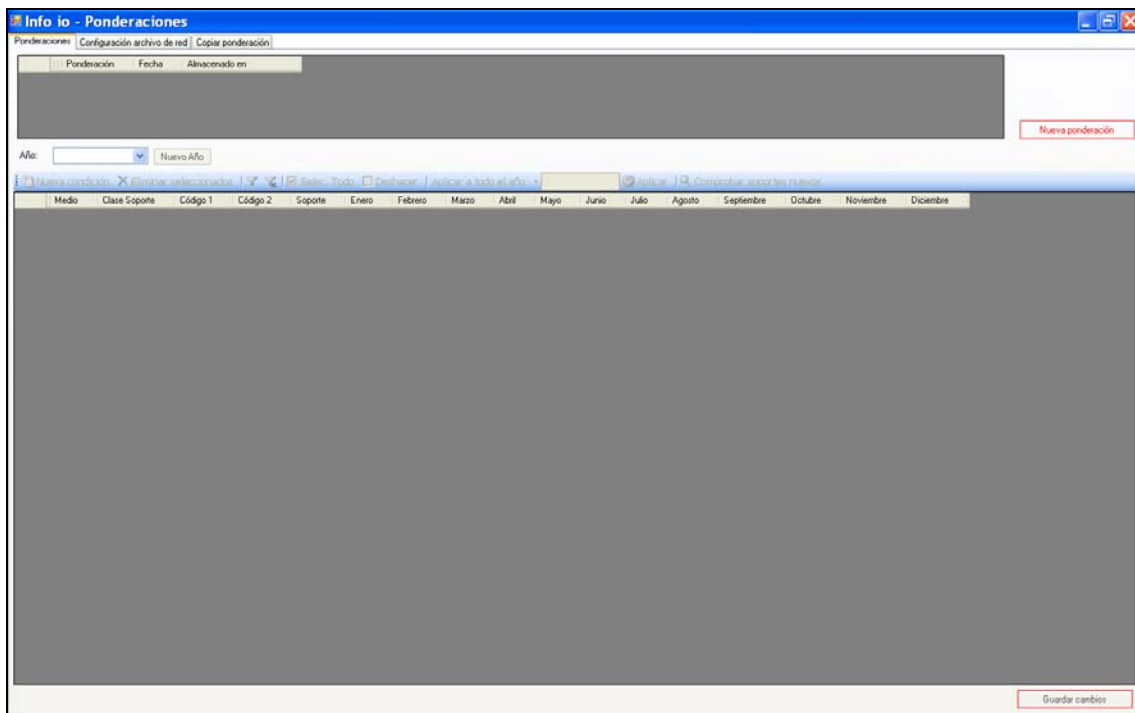 Info io - Ponderaciones
Ponderaciones Configuración archivo de red Copiar ponderación
Ponderación Fecha Almacenado en
Nueva ponderación
Año: Nuevo Año
Nueva condición Eliminar seleccionados Selec. Todo Deshacer Aplicar a todo el año Aplicar Comprobar soportes nuevos
Medio Clase Soporte Código 1 Código 2 Soporte Enero Febrero Marzo Abril Mayo Junio Julio Agosto Septiembre Octubre Noviembre Diciembre
Guardar cambios